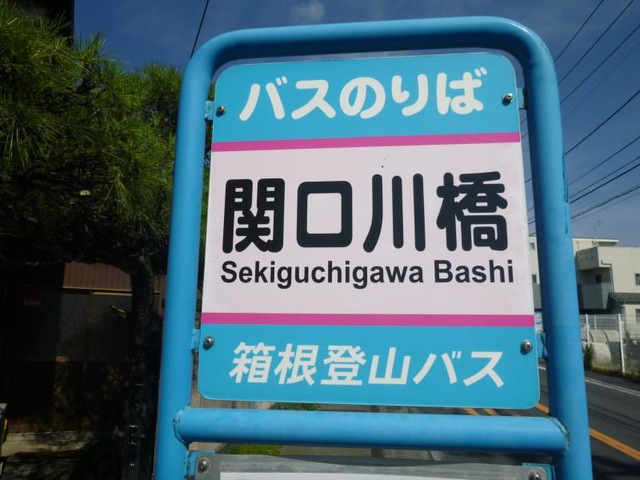 バスのりば
関口川橋
Sekiguchigawa Bashi
箱根登山バス